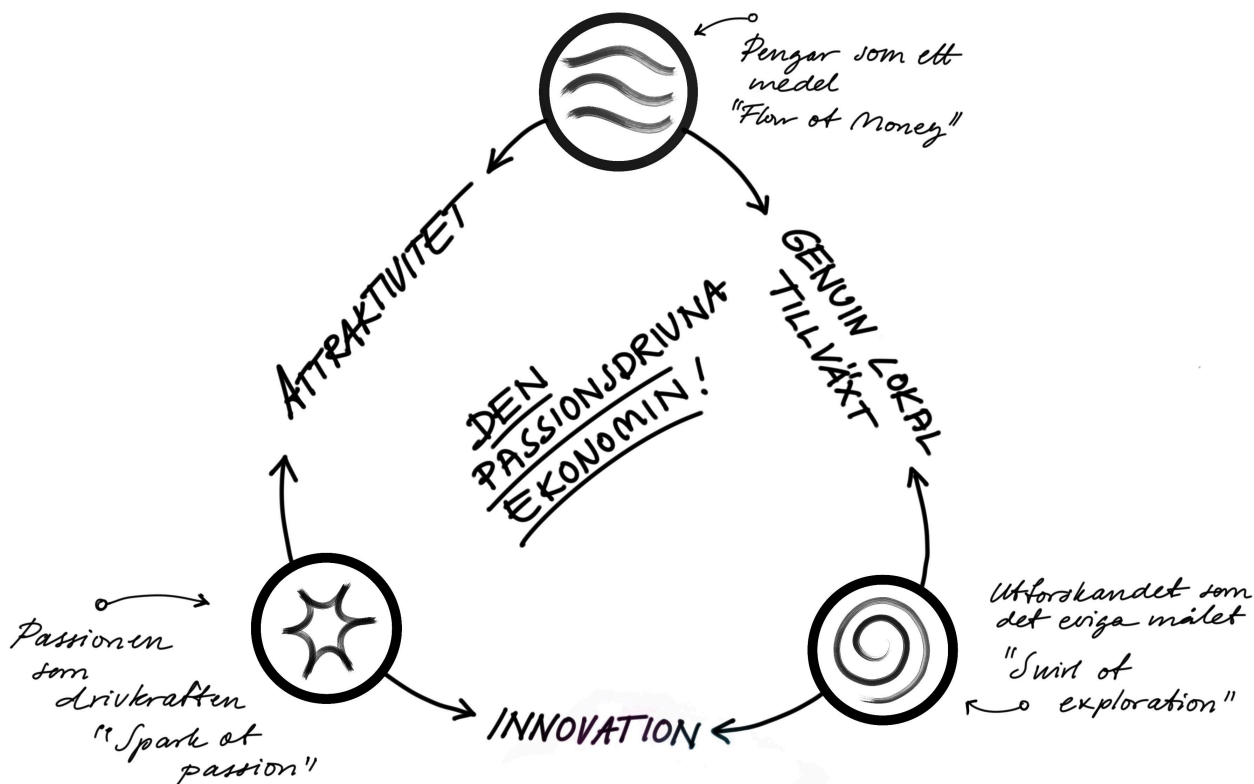 Pengar som ett
medel
"Flow of Money"
ATTRAKTIVITET
GENUIN LOKAL
TILLVÄXT
DEN
PASSIONSDRIVNA
EKONOMIN!
Passionen
som
drivkraften
"Spark of
passion"
Utforskandet som
det eviga målet
"Swirl of
exploration"
INNOVATION